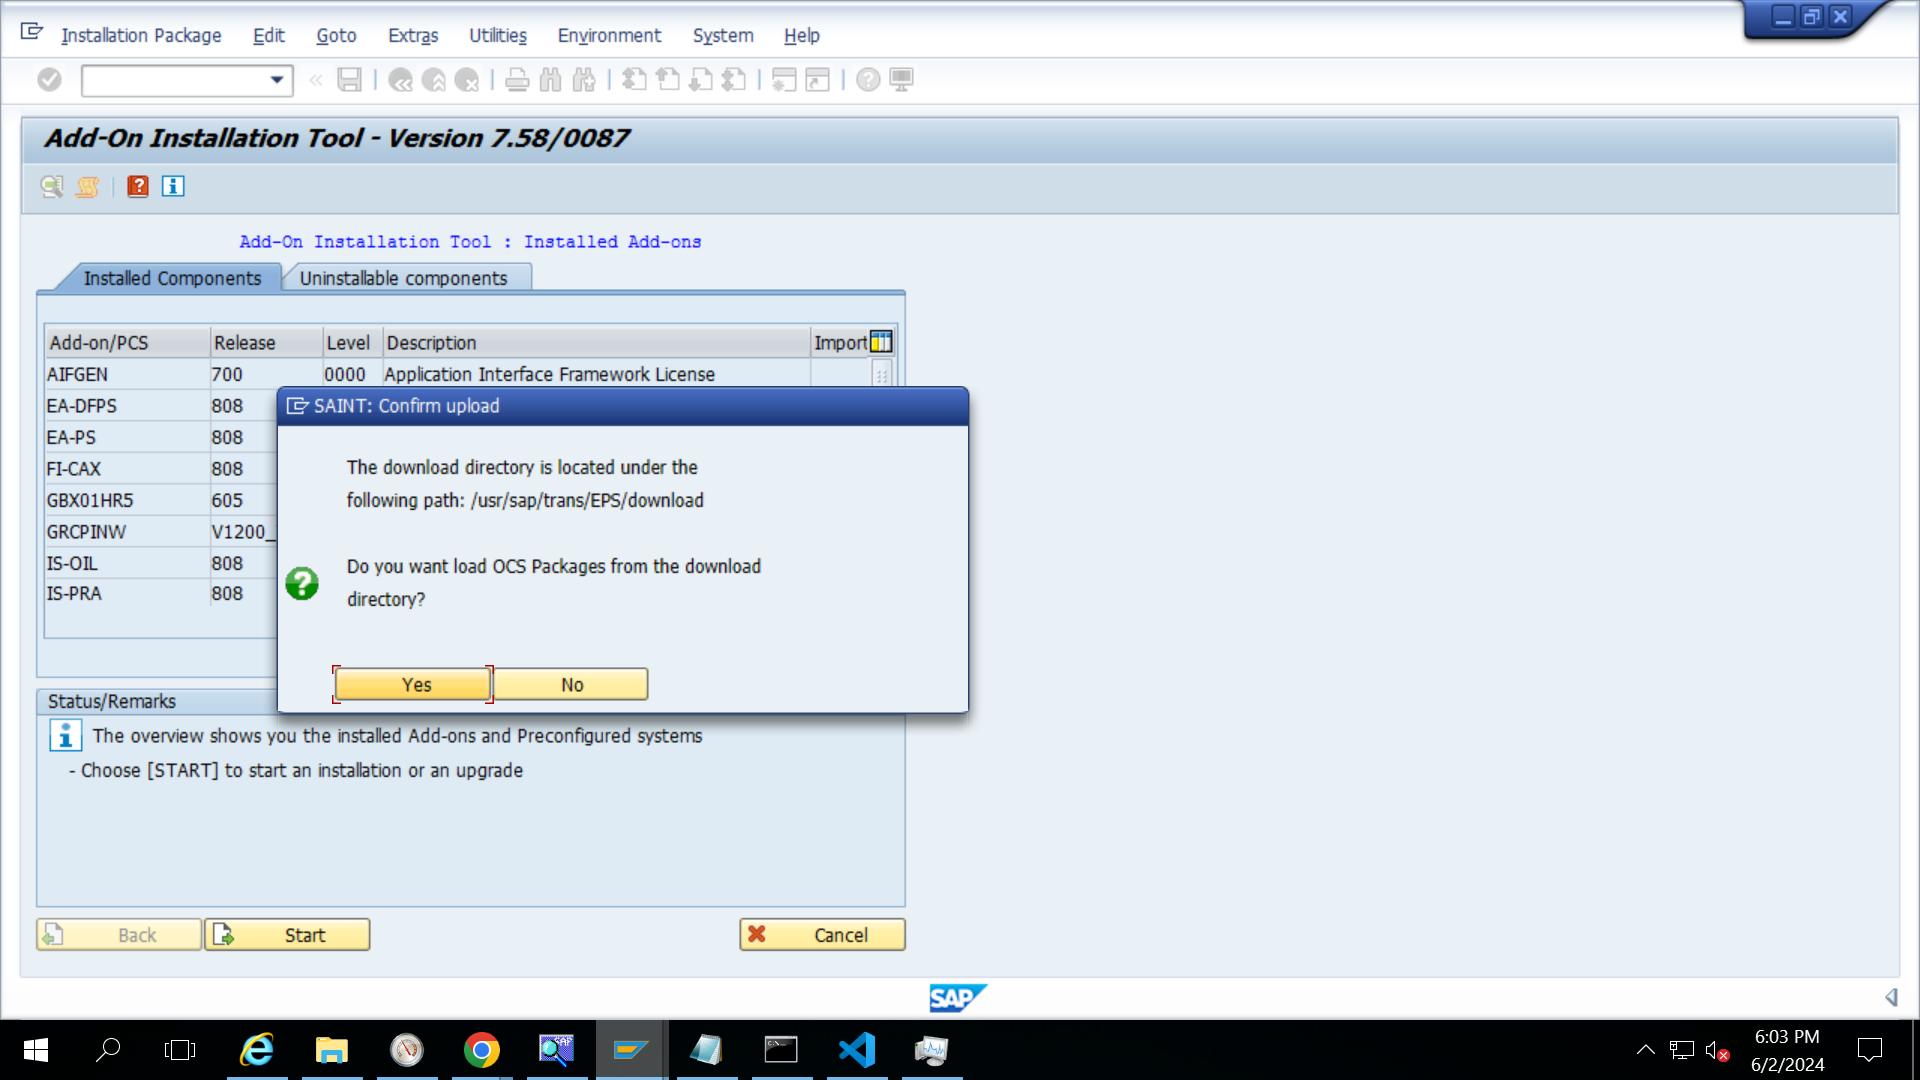 Installation Package Edit Goto Extras Utilities Environment System Help
Add-On Installation Tool - Version 7.58/0087
Add-On Installation Tool : Installed Add-ons
Installed Components Uninstallable components
Add-on/PCS Release Level Description Import
AIFGEN 700 0000 Application Interface Framework License
EA-DFPS 808
EA-PS 808
FI-CAX 808
GBX01HR5 605
GRCPINW V1200_
IS-OIL 808
IS-PRA 808
SAINT: Confirm upload
The download directory is located under the
following path: /usr/sap/trans/EPS/download
Do you want load OCS Packages from the download
directory?
Yes No
Status/Remarks
The overview shows you the installed Add-ons and Preconfigured systems
- Choose [START] to start an installation or an upgrade
Back Start Cancel
SAP
SAP
6:03 PM
6/2/2024